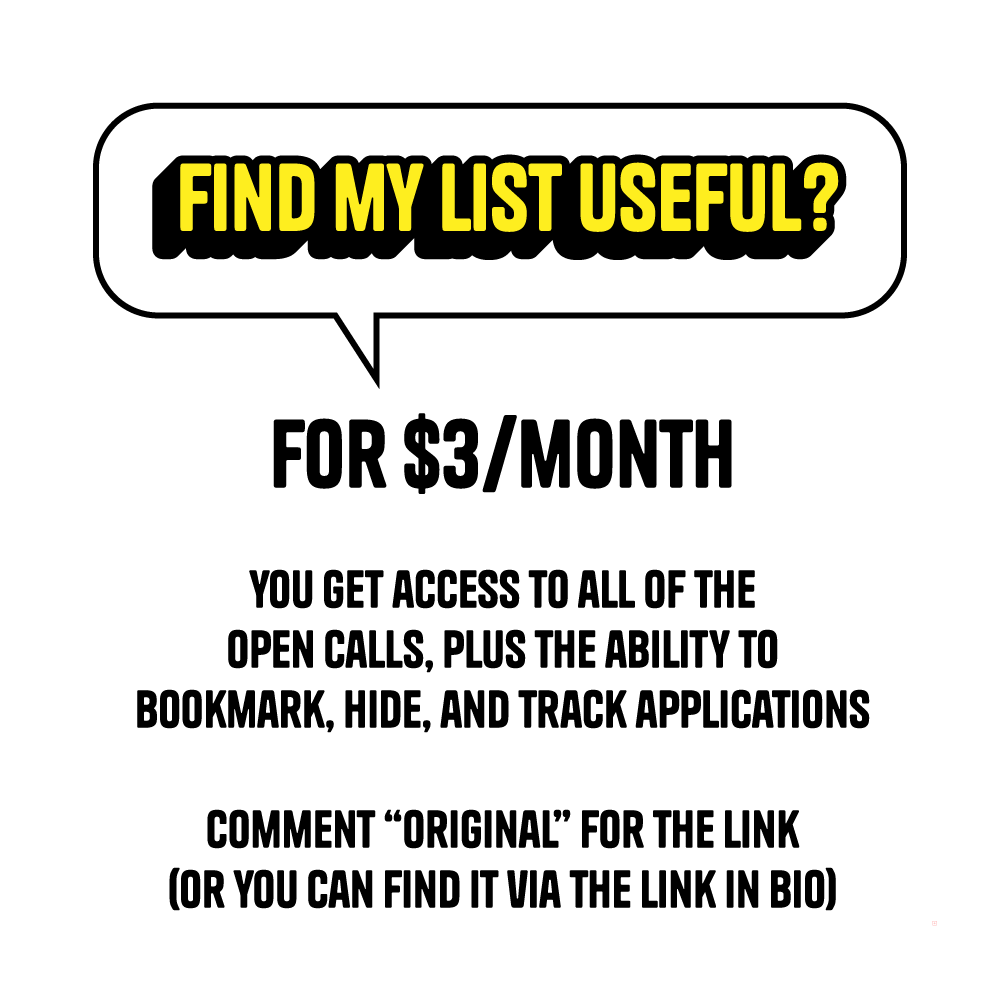 FIND MY LIST USEFUL?
FOR $3/MONTH
YOU GET ACCESS TO ALL OF THE
OPEN CALLS, PLUS THE ABILITY TO
BOOKMARK, HIDE, AND TRACK APPLICATIONS
COMMENT “ORIGINAL” FOR THE LINK
(OR YOU CAN FIND IT VIA THE LINK IN BIO)